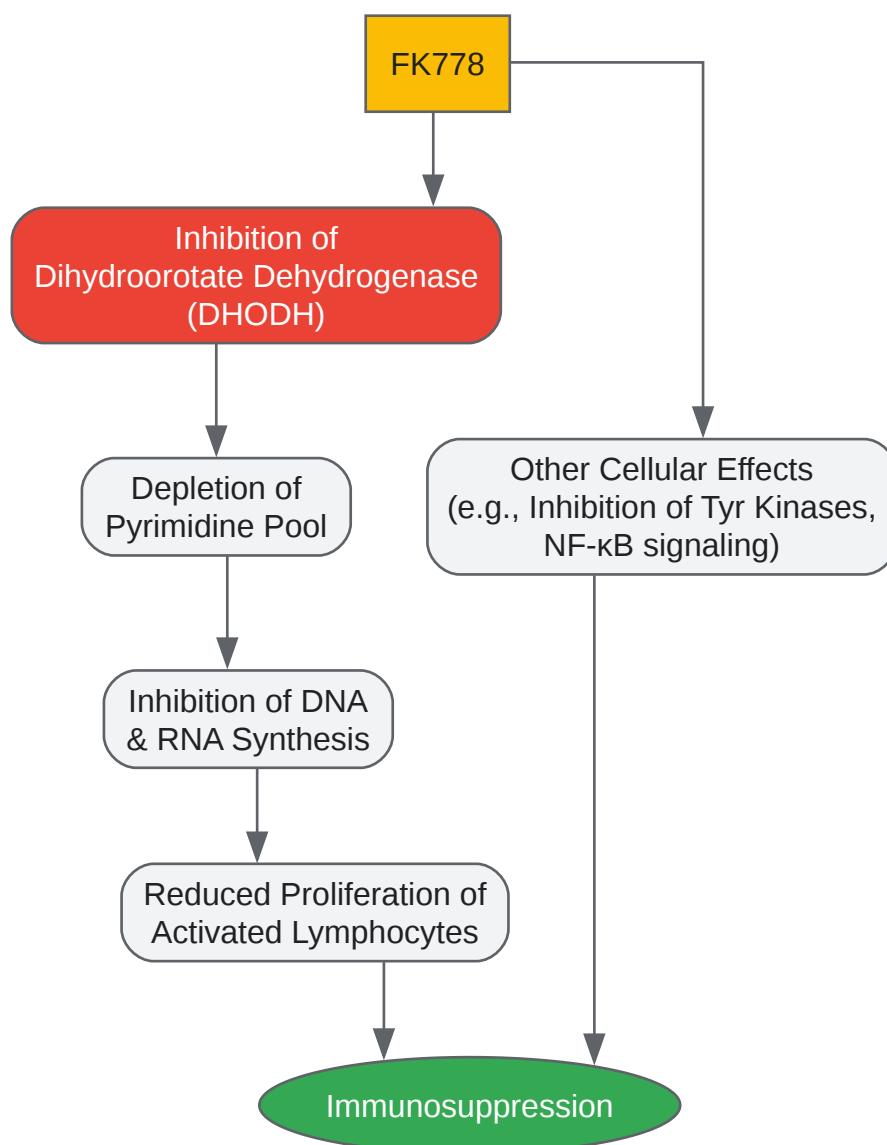 FK778
Inhibition of
Dihydroorotate Dehydrogenase
(DHODH)
Other Cellular Effects
(e.g., Inhibition of Tyr Kinases,
NF-κB signaling)
Depletion of
Pyrimidine Pool
Inhibition of DNA
& RNA Synthesis
Reduced Proliferation of
Activated Lymphocytes
Immunosuppression